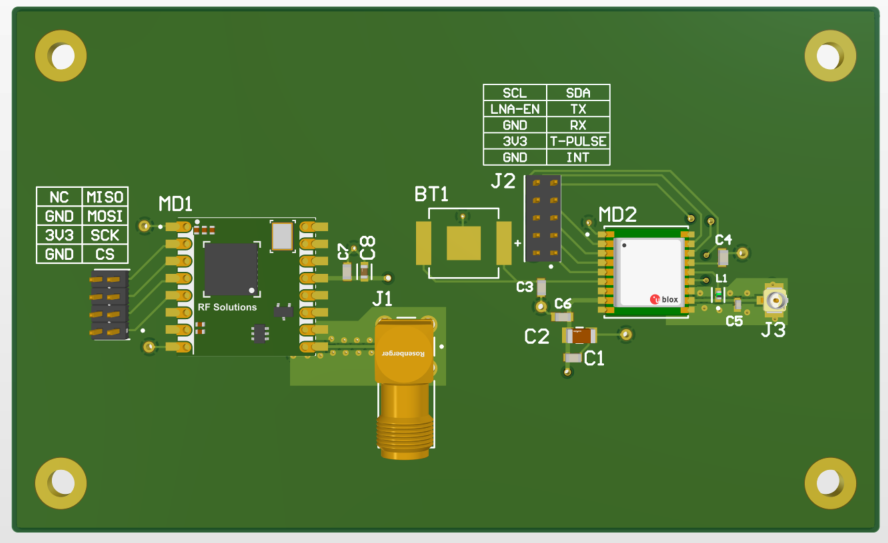 SCL SDA
LNA-EN TX
GND RX
3V3 T-PULSE
GND INT
NC MISO
GND MOSI
3V3 SCK
GND CS
MD1
BT1
J2
MD2
+
C7
C8
C4
RF Solutions
J1
C3
blox
L1
C6
C5
J3
C2
C1
Rosenberger